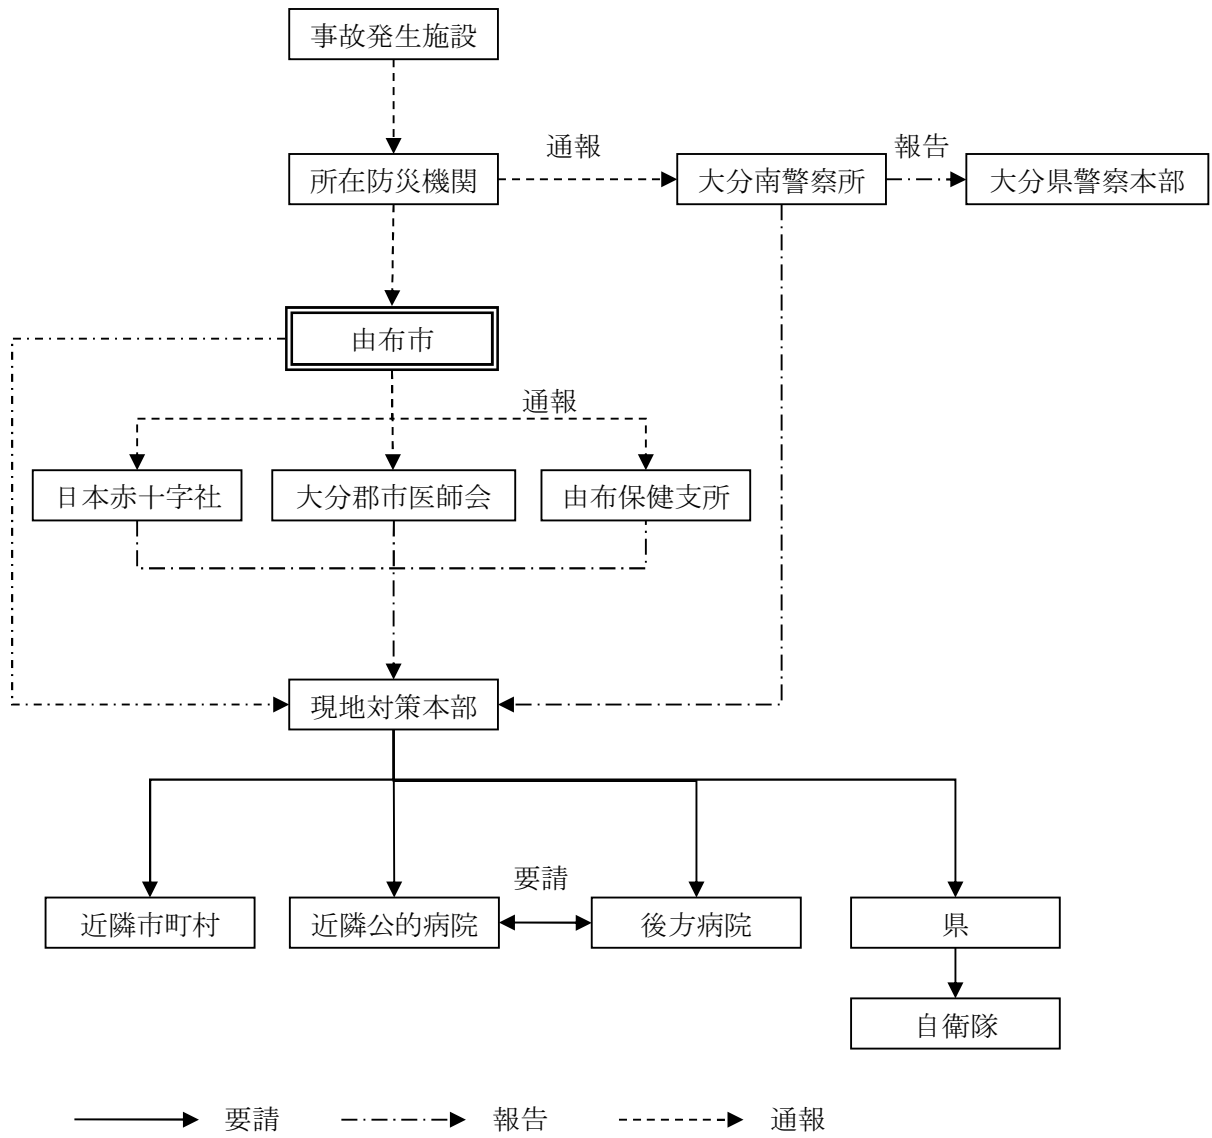 事故発生施設
通報
報告
所在防災機関
大分南警察所
大分県警察本部
由布市
通報
日本赤十字社
大分郡市医師会
由布保健支所
現地対策本部
要請
近隣市町村
近隣公的病院
後方病院
県
自衛隊
要請
報告
通報